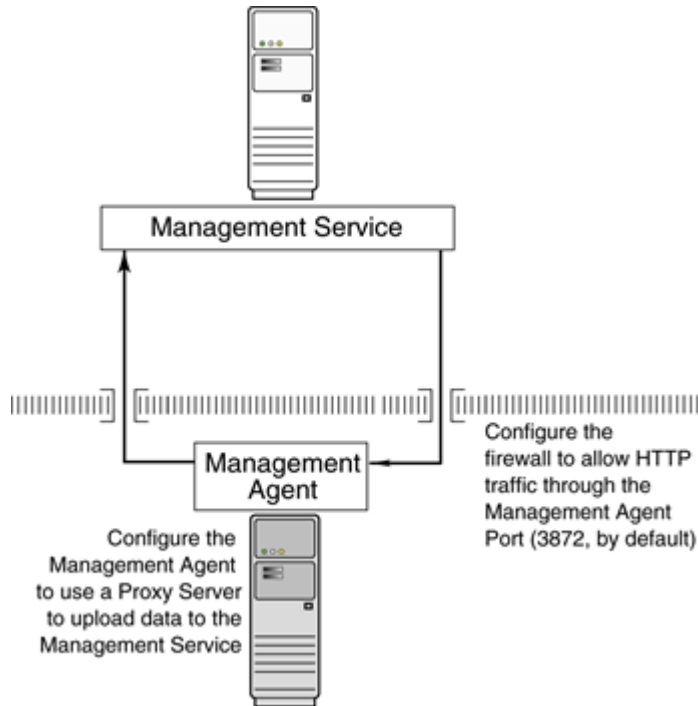 Management Service
Management
Agent
Configure the
firewall to allow HTTP
traffic through the
Management Agent
Port (3872, by default)
Configure the
Management Agent
to use a Proxy Server
to upload data to the
Management Service